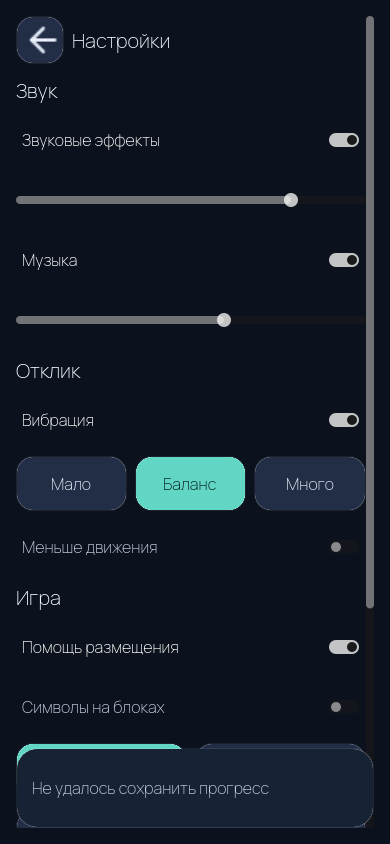 Настройки
Звук
Звуковые эффекты
Музыка
Отклик
Вибрация
Мало
Баланс
Много
Меньше движения
Игра
Помощь размещения
Символы на блоках
Не удалось сохранить прогресс